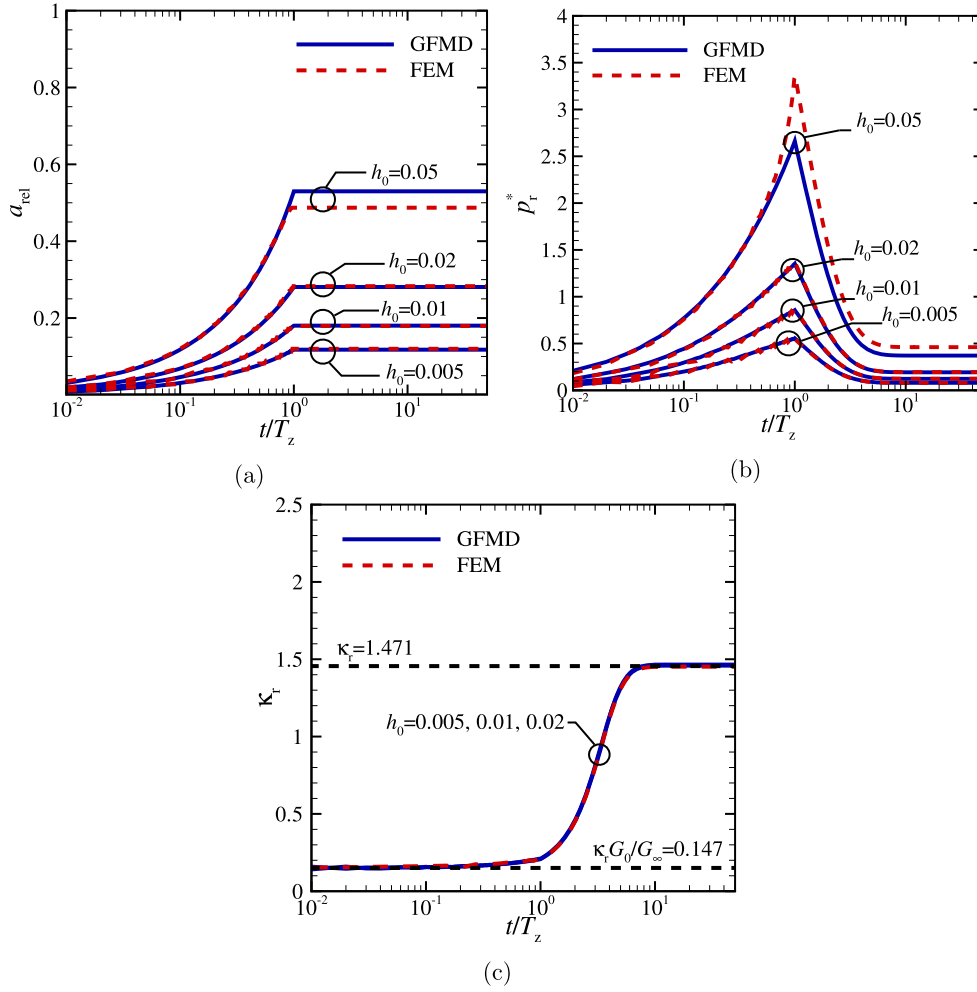 GFMD
FEM
1
0.8
0.6
0.4
0.2
a_rel
h_0=0.05
h_0=0.02
h_0=0.01
h_0=0.005
10^-2 10^-1 10^0 10^1
t/T_z
(a)
GFMD
FEM
4
3.5
3
2.5
2
1.5
1
0.5
0
p_r^*
h_0=0.05
h_0=0.02
h_0=0.01
h_0=0.005
10^-2 10^-1 10^0 10^1
t/T_z
(b)
GFMD
FEM
2.5
2
1.5
1
0.5
0
κ_r
κ_r=1.471
h_0=0.005, 0.01, 0.02
κ_r G_0/G_∞=0.147
10^-2 10^-1 10^0 10^1
t/T_z
(c)